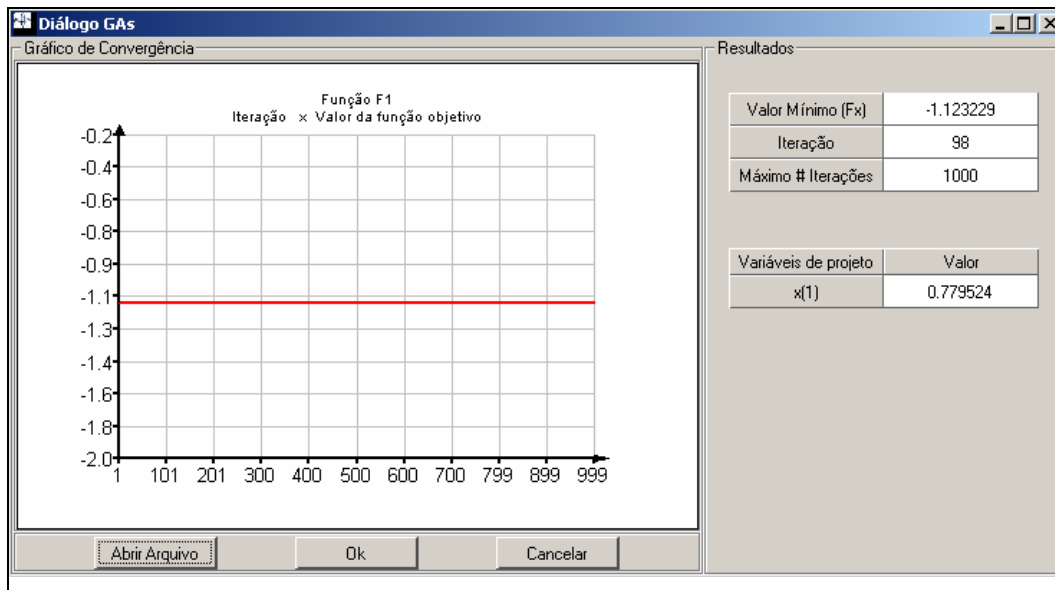 Diálogo GAs
Gráfico de Convergência
Função F1
Iteração x Valor da função objetivo
-0.2
-0.4
-0.6
-0.8
-0.9
-1.1
-1.3
-1.4
-1.6
-1.8
-2.0
1 101 201 300 400 500 600 700 799 899 999
Abrir Arquivo Ok Cancelar
Resultados
Valor Mínimo (Fx) -1.123229
Iteração 98
Máximo # Iterações 1000
Variáveis de projeto Valor
x(1) 0.779524